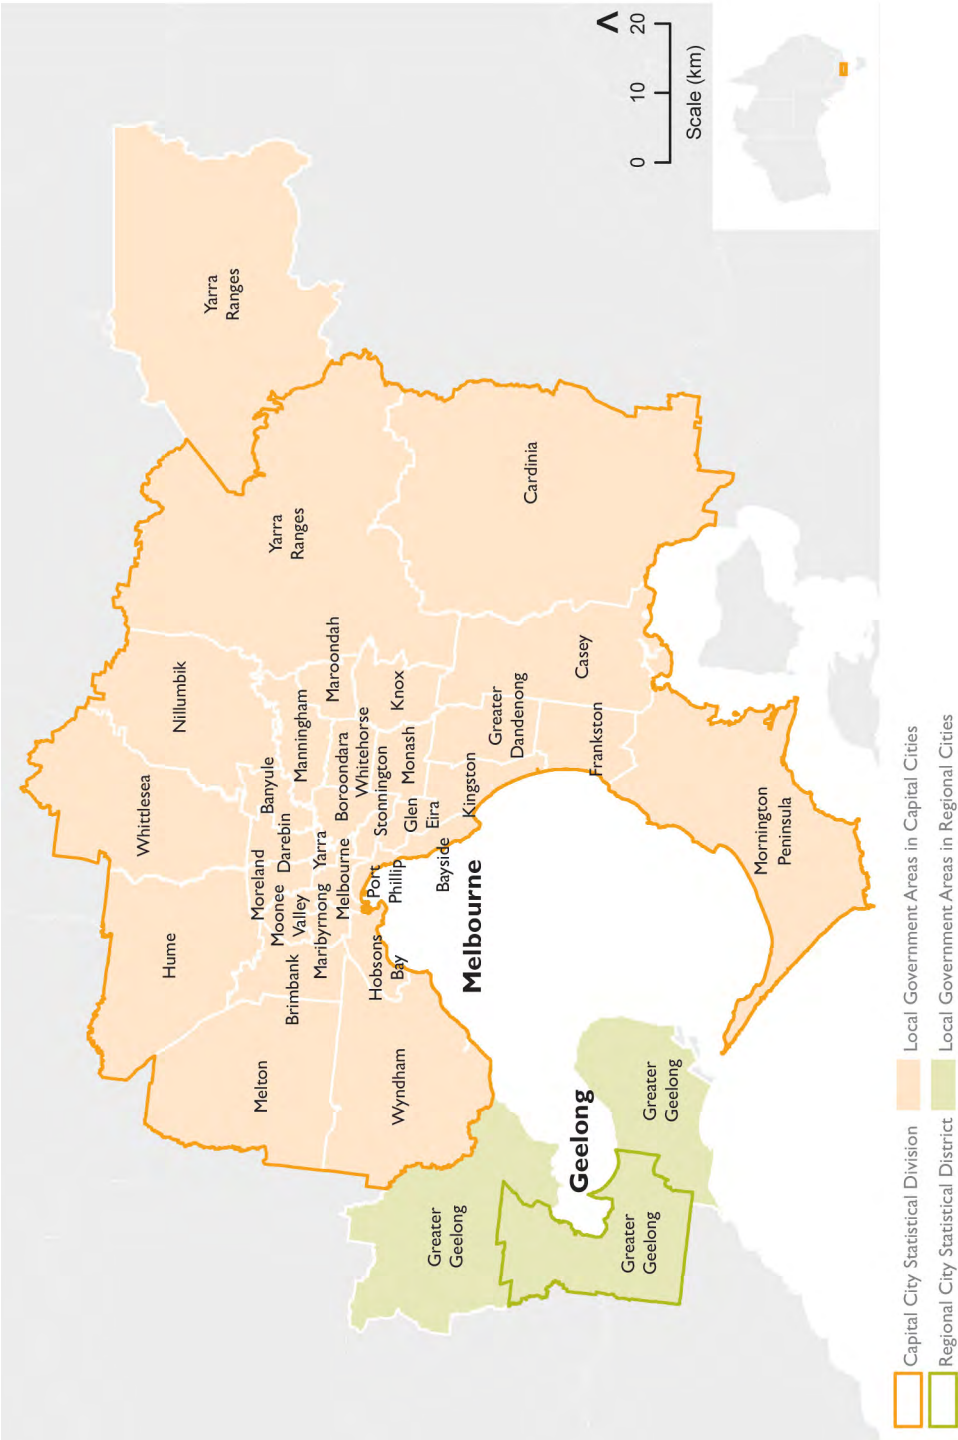 Yarra
Ranges
Yarra
Ranges
Nillumbik
Whittlesea
Hume
Melton
Wyndham
Brimbank
Moreland
Moonee
Valley
Maribyrnong
Melbourne
Hobsons
Bay
Port
Phillip
Banyule
Darebin
Yarra
Manningham
Maroondah
Boroondara
Whitehorse
Stonnington
Monash
Knox
Glen
Eira
Bayside
Kingston
Greater
Dandenong
Casey
Cardinia
Frankston
Mornington
Peninsula
Melbourne
Geelong
Greater
Geelong
Greater
Geelong
Greater
Geelong
0 10 20
Scale (km)
<
Capital City Statistical Division
Local Government Areas in Capital Cities
Regional City Statistical District
Local Government Areas in Regional Cities